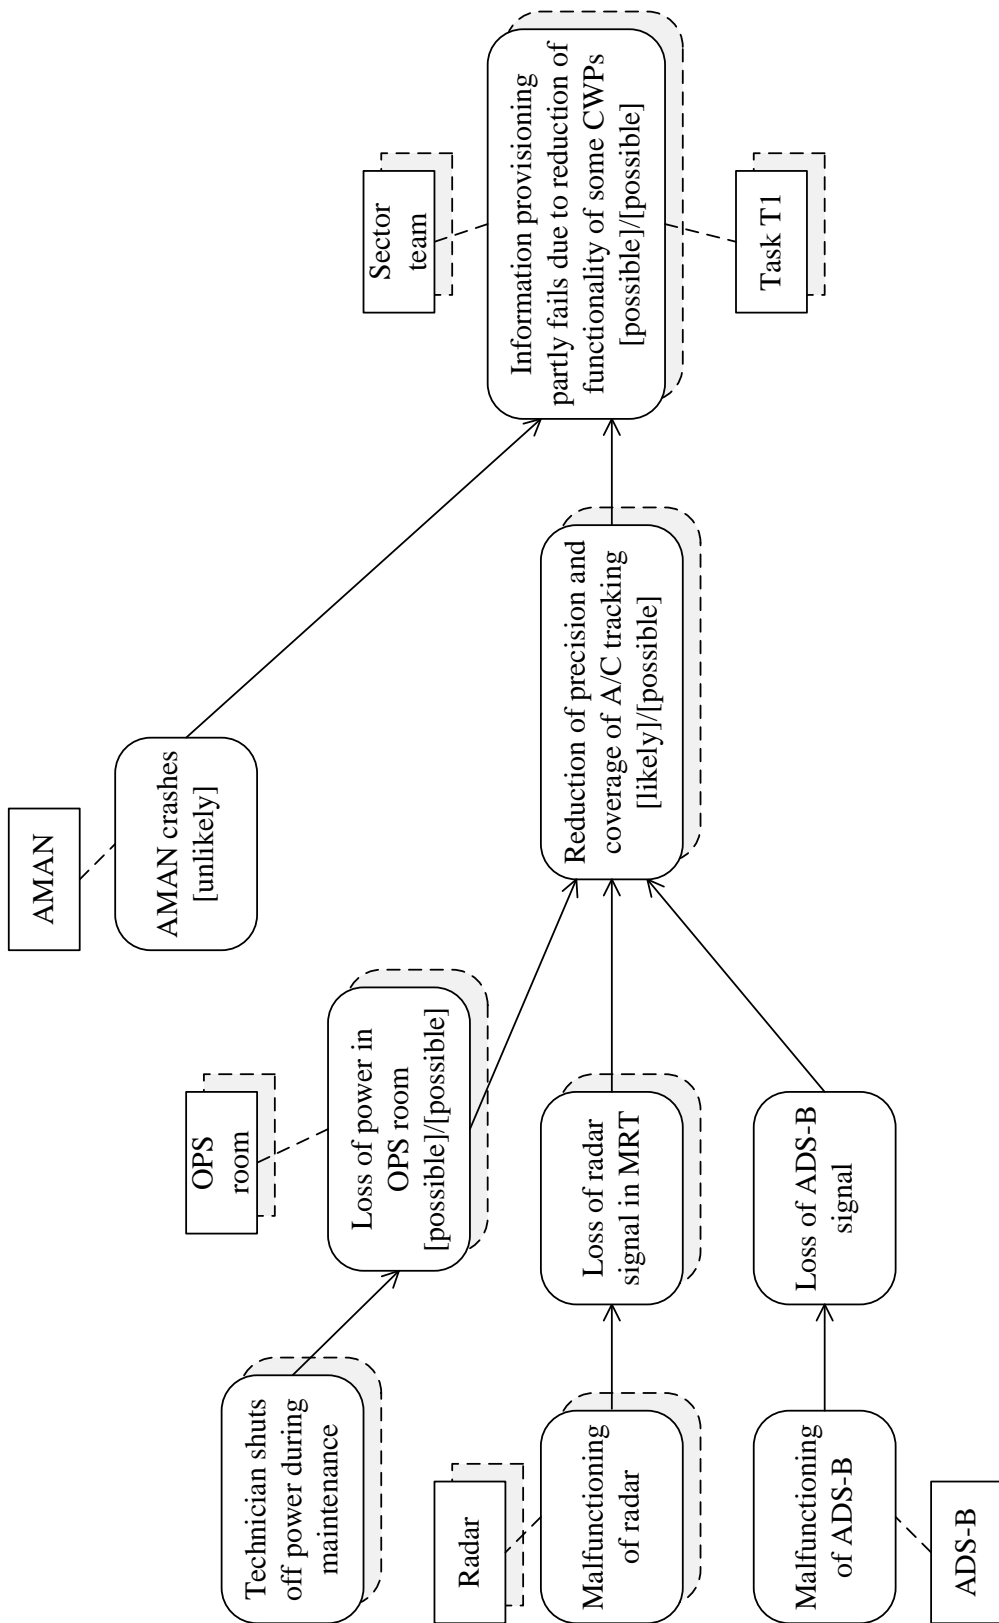 Technician shuts
off power during
maintenance
Radar
Malfunctioning
of radar
Malfunctioning
of ADS-B
ADS-B
OPS
room
Loss of power in
OPS room
[possible]/[possible]
Loss of radar
signal in MRT
Loss of ADS-B
signal
AMAN
AMAN crashes
[unlikely]
Reduction of precision and
coverage of A/C tracking
[likely]/[possible]
Sector
team
Information provisioning
partly fails due to reduction of
functionality of some CWPs
[possible]/[possible]
Task T1